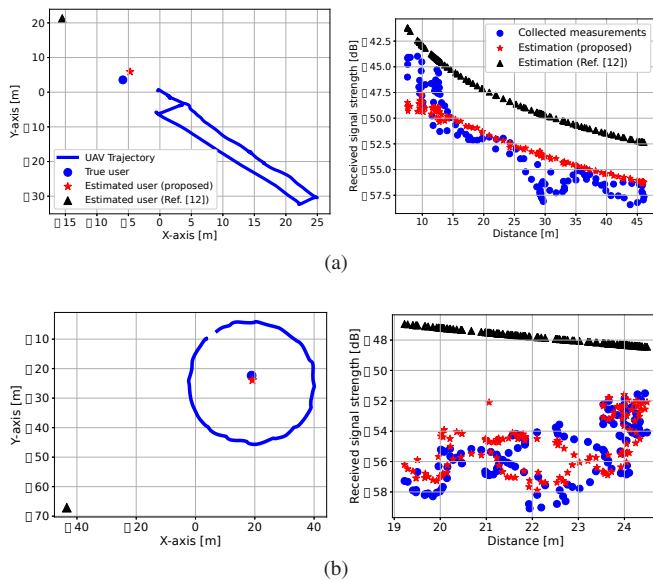 20
10
0
□ 10
□ 20
□ 30
Y-axis [m]
UAV Trajectory
True user
Estimated user (proposed)
Estimated user (Ref. [12])
□ 15 □ 10 □ 5 0 5 10 15 20 25
X-axis [m]
□ 42.5
□ 45.0
□ 47.5
□ 50.0
□ 52.5
□ 55.0
□ 57.5
Received signal strength [dB]
Collected measurements
Estimation (proposed)
Estimation (Ref. [12])
10 15 20 25 30 35 40 45
Distance [m]
(a)
□ 10
□ 20
□ 30
□ 40
□ 50
□ 60
□ 70
Y-axis [m]
□ 40 □ 20 0 20 40
X-axis [m]
□ 48
□ 50
□ 52
□ 54
□ 56
□ 58
Received signal strength [dB]
19 20 21 22 23 24
Distance [m]
(b)